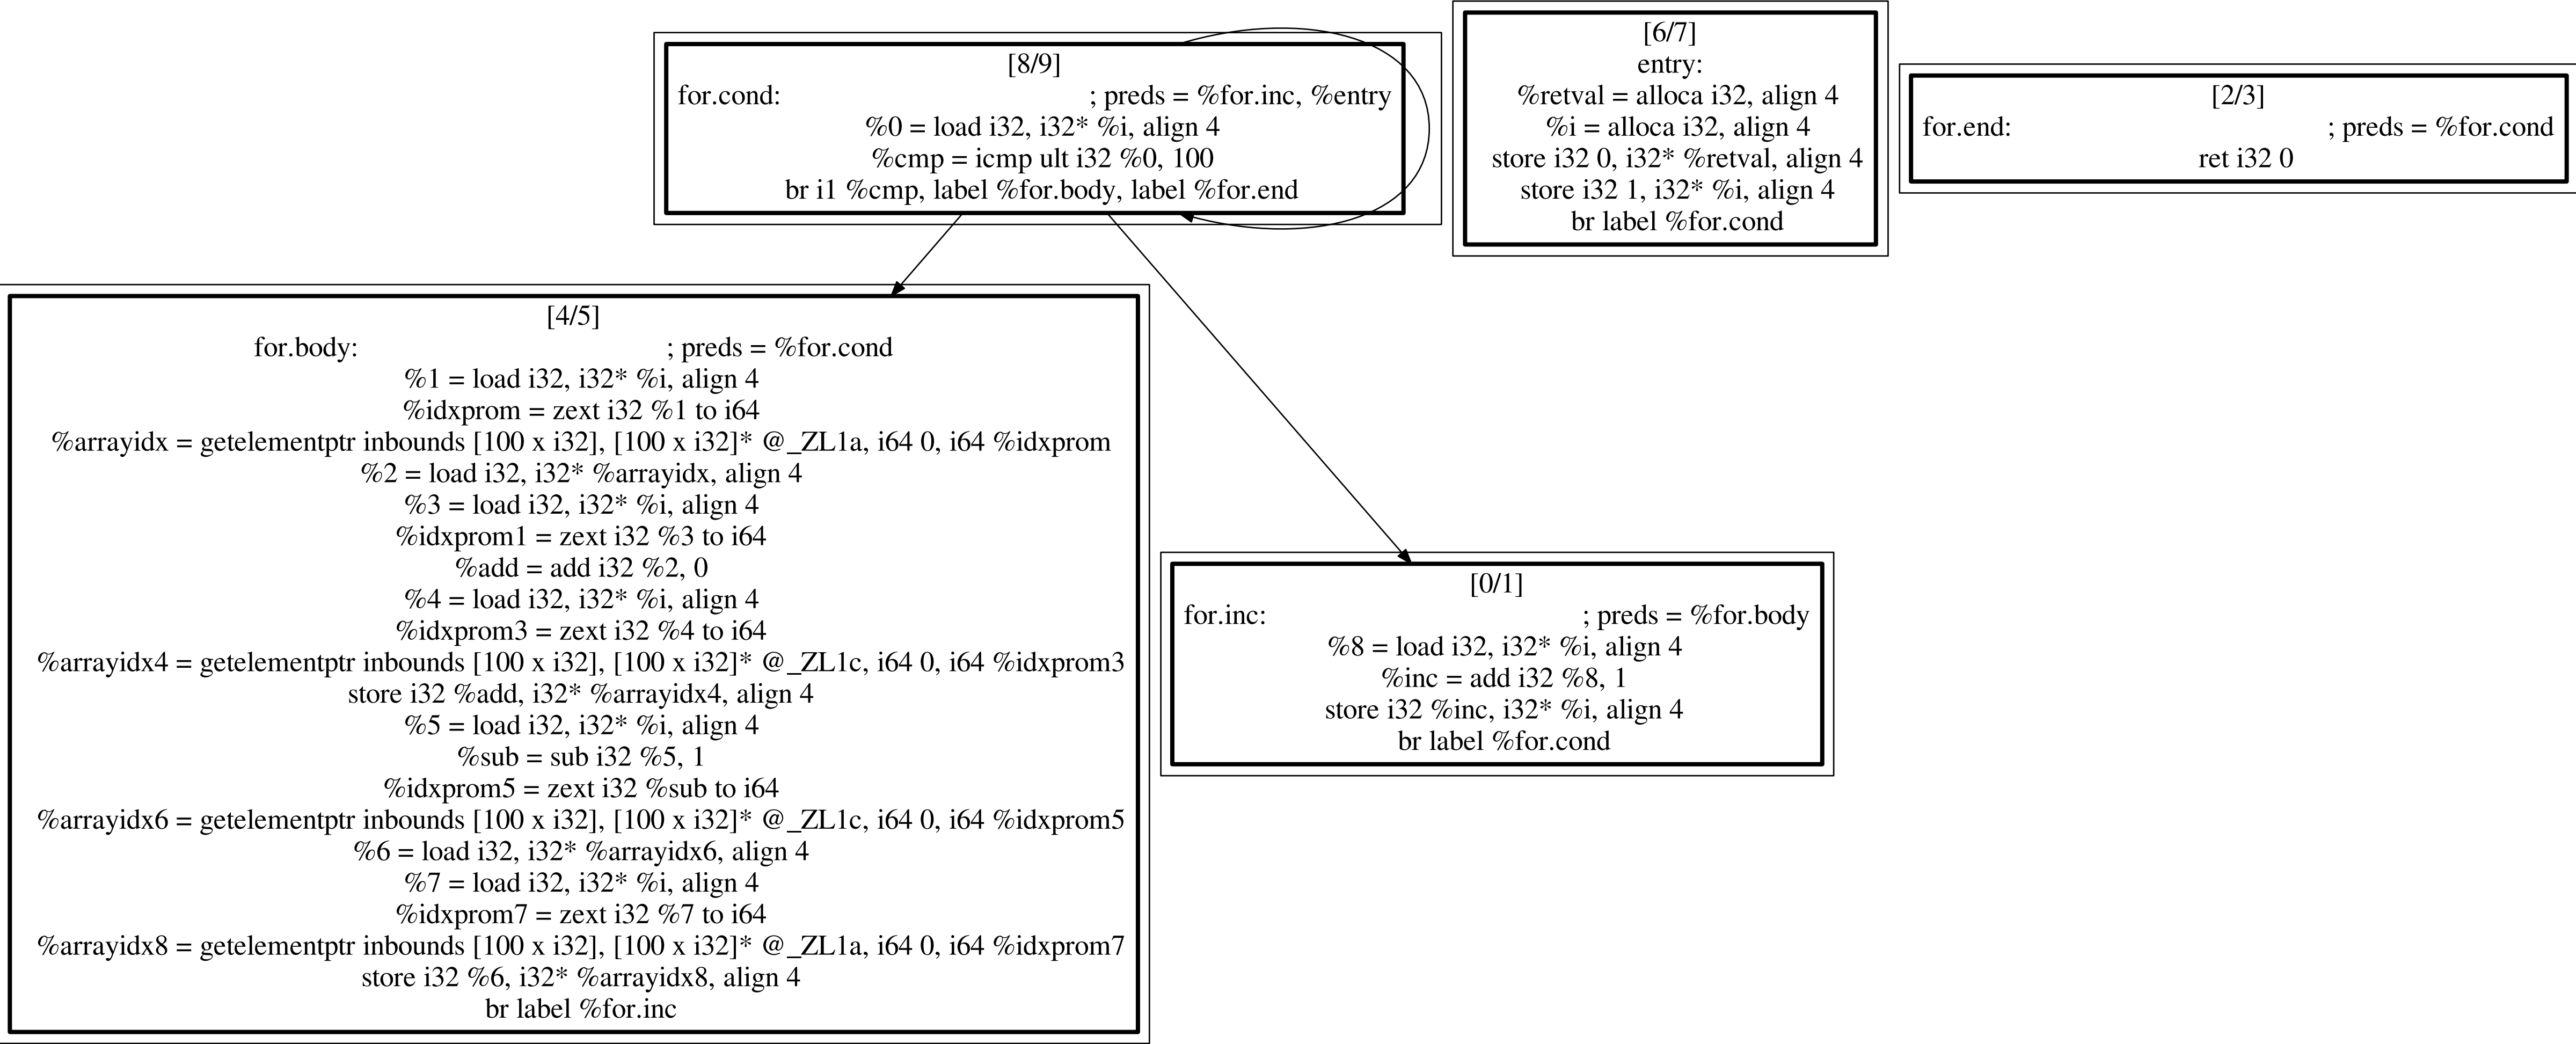 [8/9]
for.cond: ; preds = %for.inc, %entry
%0 = load i32, i32* %i, align 4
%cmp = icmp ult i32 %0, 100
br i1 %cmp, label %for.body, label %for.end
[6/7]
entry:
%retval = alloca i32, align 4
%i = alloca i32, align 4
store i32 0, i32* %retval, align 4
store i32 1, i32* %i, align 4
br label %for.cond
[2/3]
for.end: ; preds = %for.cond
ret i32 0
[4/5]
for.body: ; preds = %for.cond
%1 = load i32, i32* %i, align 4
%idxprom = zext i32 %1 to i64
%arrayidx = getelementptr inbounds [100 x i32], [100 x i32]* @_ZL1a, i64 0, i64 %idxprom
%2 = load i32, i32* %arrayidx, align 4
%3 = load i32, i32* %i, align 4
%idxprom1 = zext i32 %3 to i64
%add = add i32 %2, 0
%4 = load i32, i32* %i, align 4
%idxprom3 = zext i32 %4 to i64
%arrayidx4 = getelementptr inbounds [100 x i32], [100 x i32]* @_ZL1c, i64 0, i64 %idxprom3
store i32 %add, i32* %arrayidx4, align 4
%5 = load i32, i32* %i, align 4
%sub = sub i32 %5, 1
%idxprom5 = zext i32 %sub to i64
%arrayidx6 = getelementptr inbounds [100 x i32], [100 x i32]* @_ZL1c, i64 0, i64 %idxprom5
%6 = load i32, i32* %arrayidx6, align 4
%7 = load i32, i32* %i, align 4
%idxprom7 = zext i32 %7 to i64
%arrayidx8 = getelementptr inbounds [100 x i32], [100 x i32]* @_ZL1a, i64 0, i64 %idxprom7
store i32 %6, i32* %arrayidx8, align 4
br label %for.inc
[0/1]
for.inc: ; preds = %for.body
%8 = load i32, i32* %i, align 4
%inc = add i32 %8, 1
store i32 %inc, i32* %i, align 4
br label %for.cond